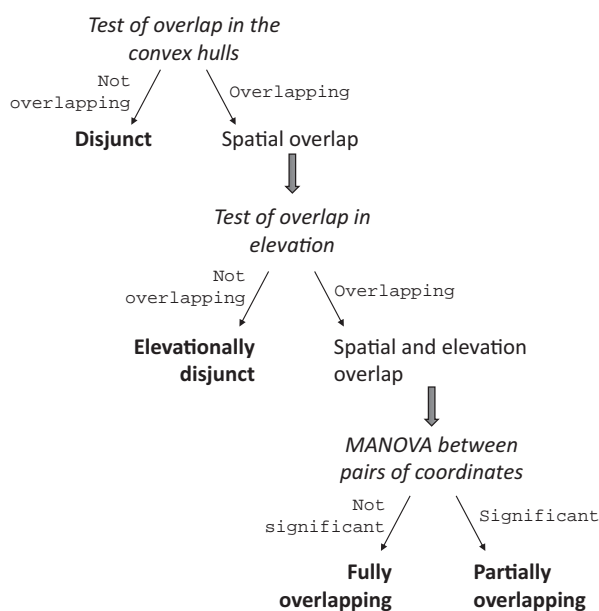 Test of overlap in the
convex hulls
Not
overlapping
Overlapping
Disjunct
Spatial overlap
Test of overlap in
elevation
Not
overlapping
Overlapping
Elevationally
disjunct
Spatial and elevation
overlap
MANOVA between
pairs of coordinates
Not
significant
Significant
Fully
overlapping
Partially
overlapping